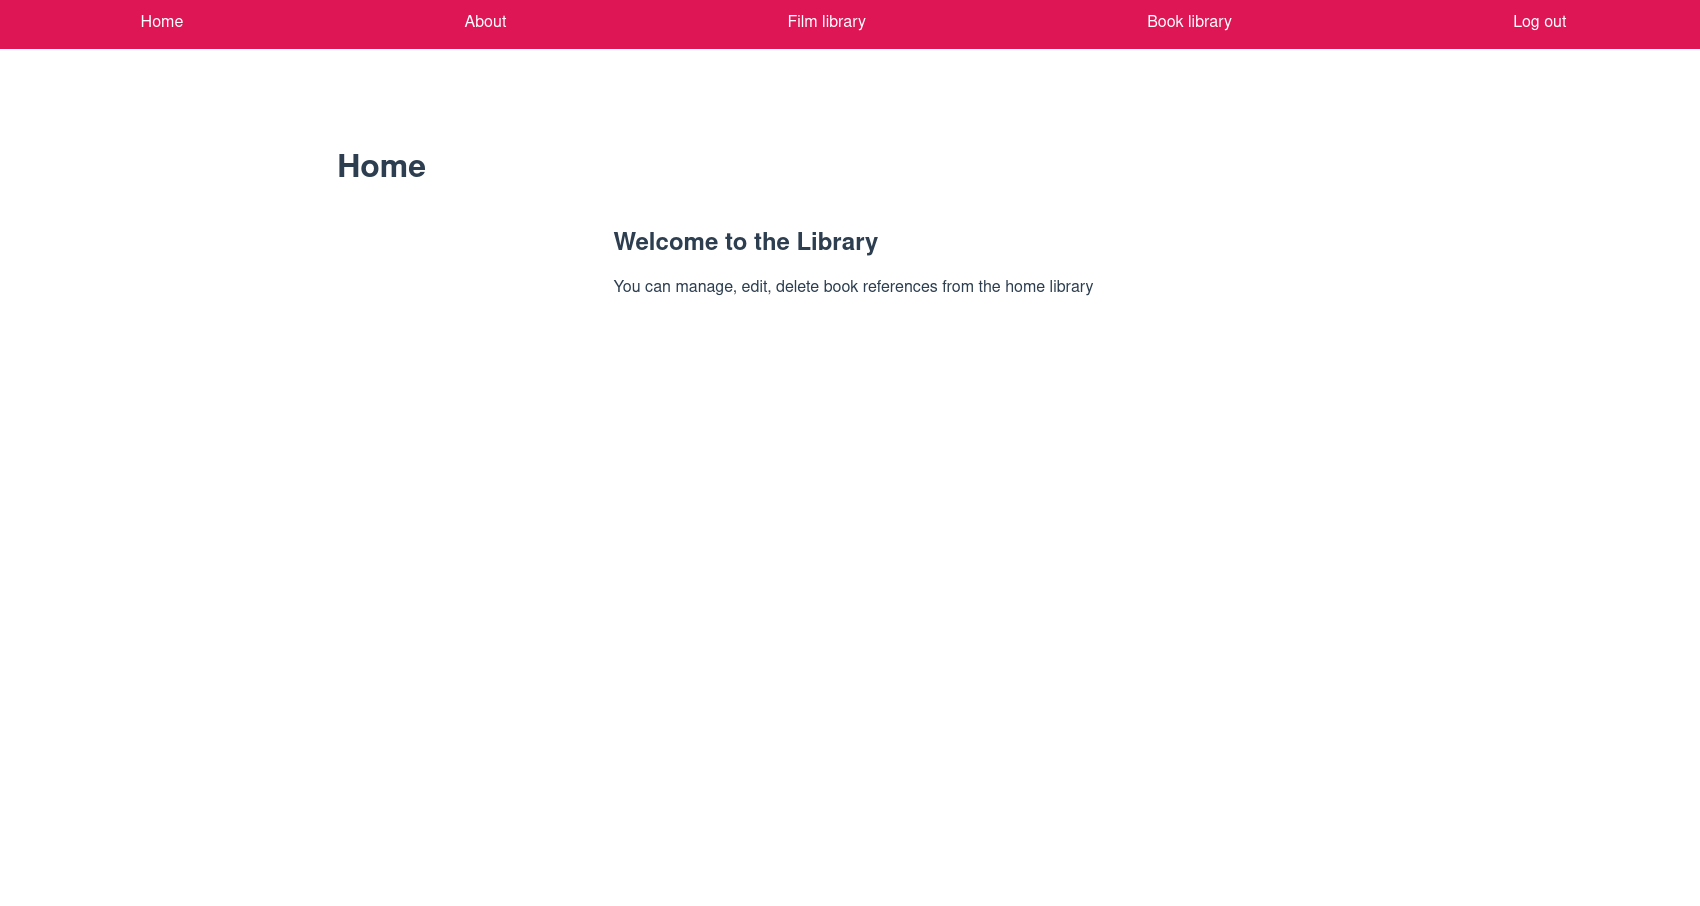 Home About Film library Book library Log out
Home
Welcome to the Library
You can manage, edit, delete book references from the home library